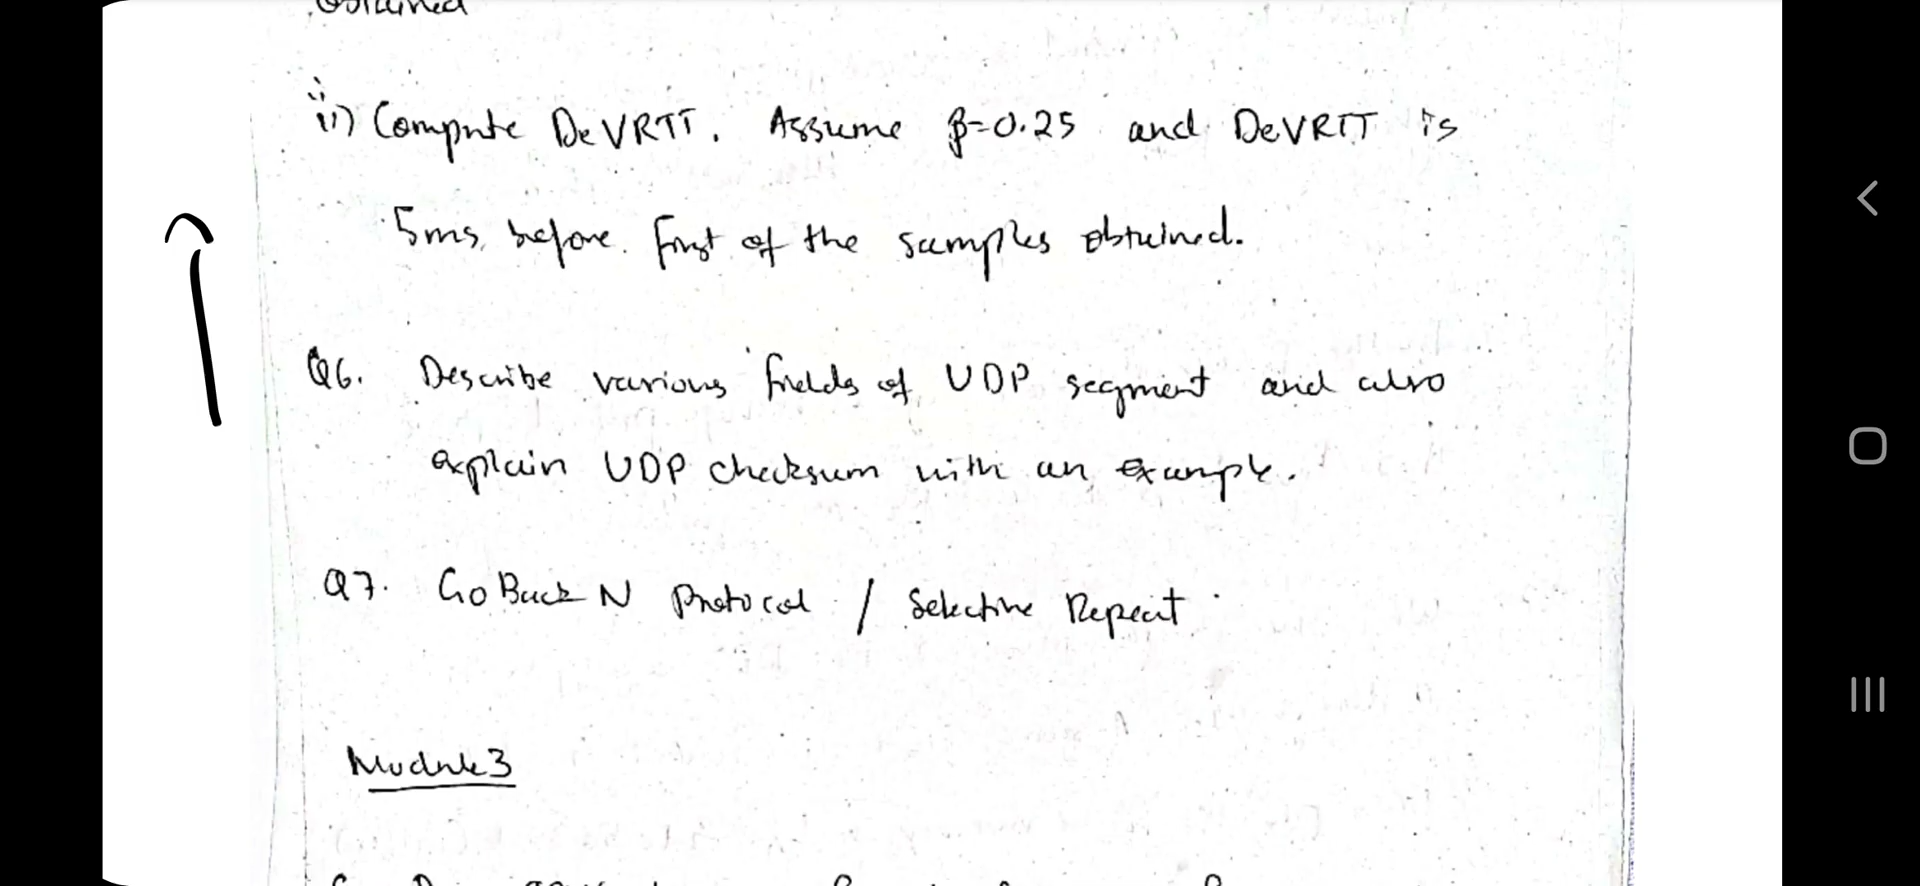 obtained
ii) Compute DeVRTT. Assume β=0.25 and DeVRTT is
5ms before first of the samples obtained.
Q6. Describe various fields of UDP segment and also
explain UDP checksum with an example.
Q7. Go Back N Protocol / Selective Repeat
Module 3